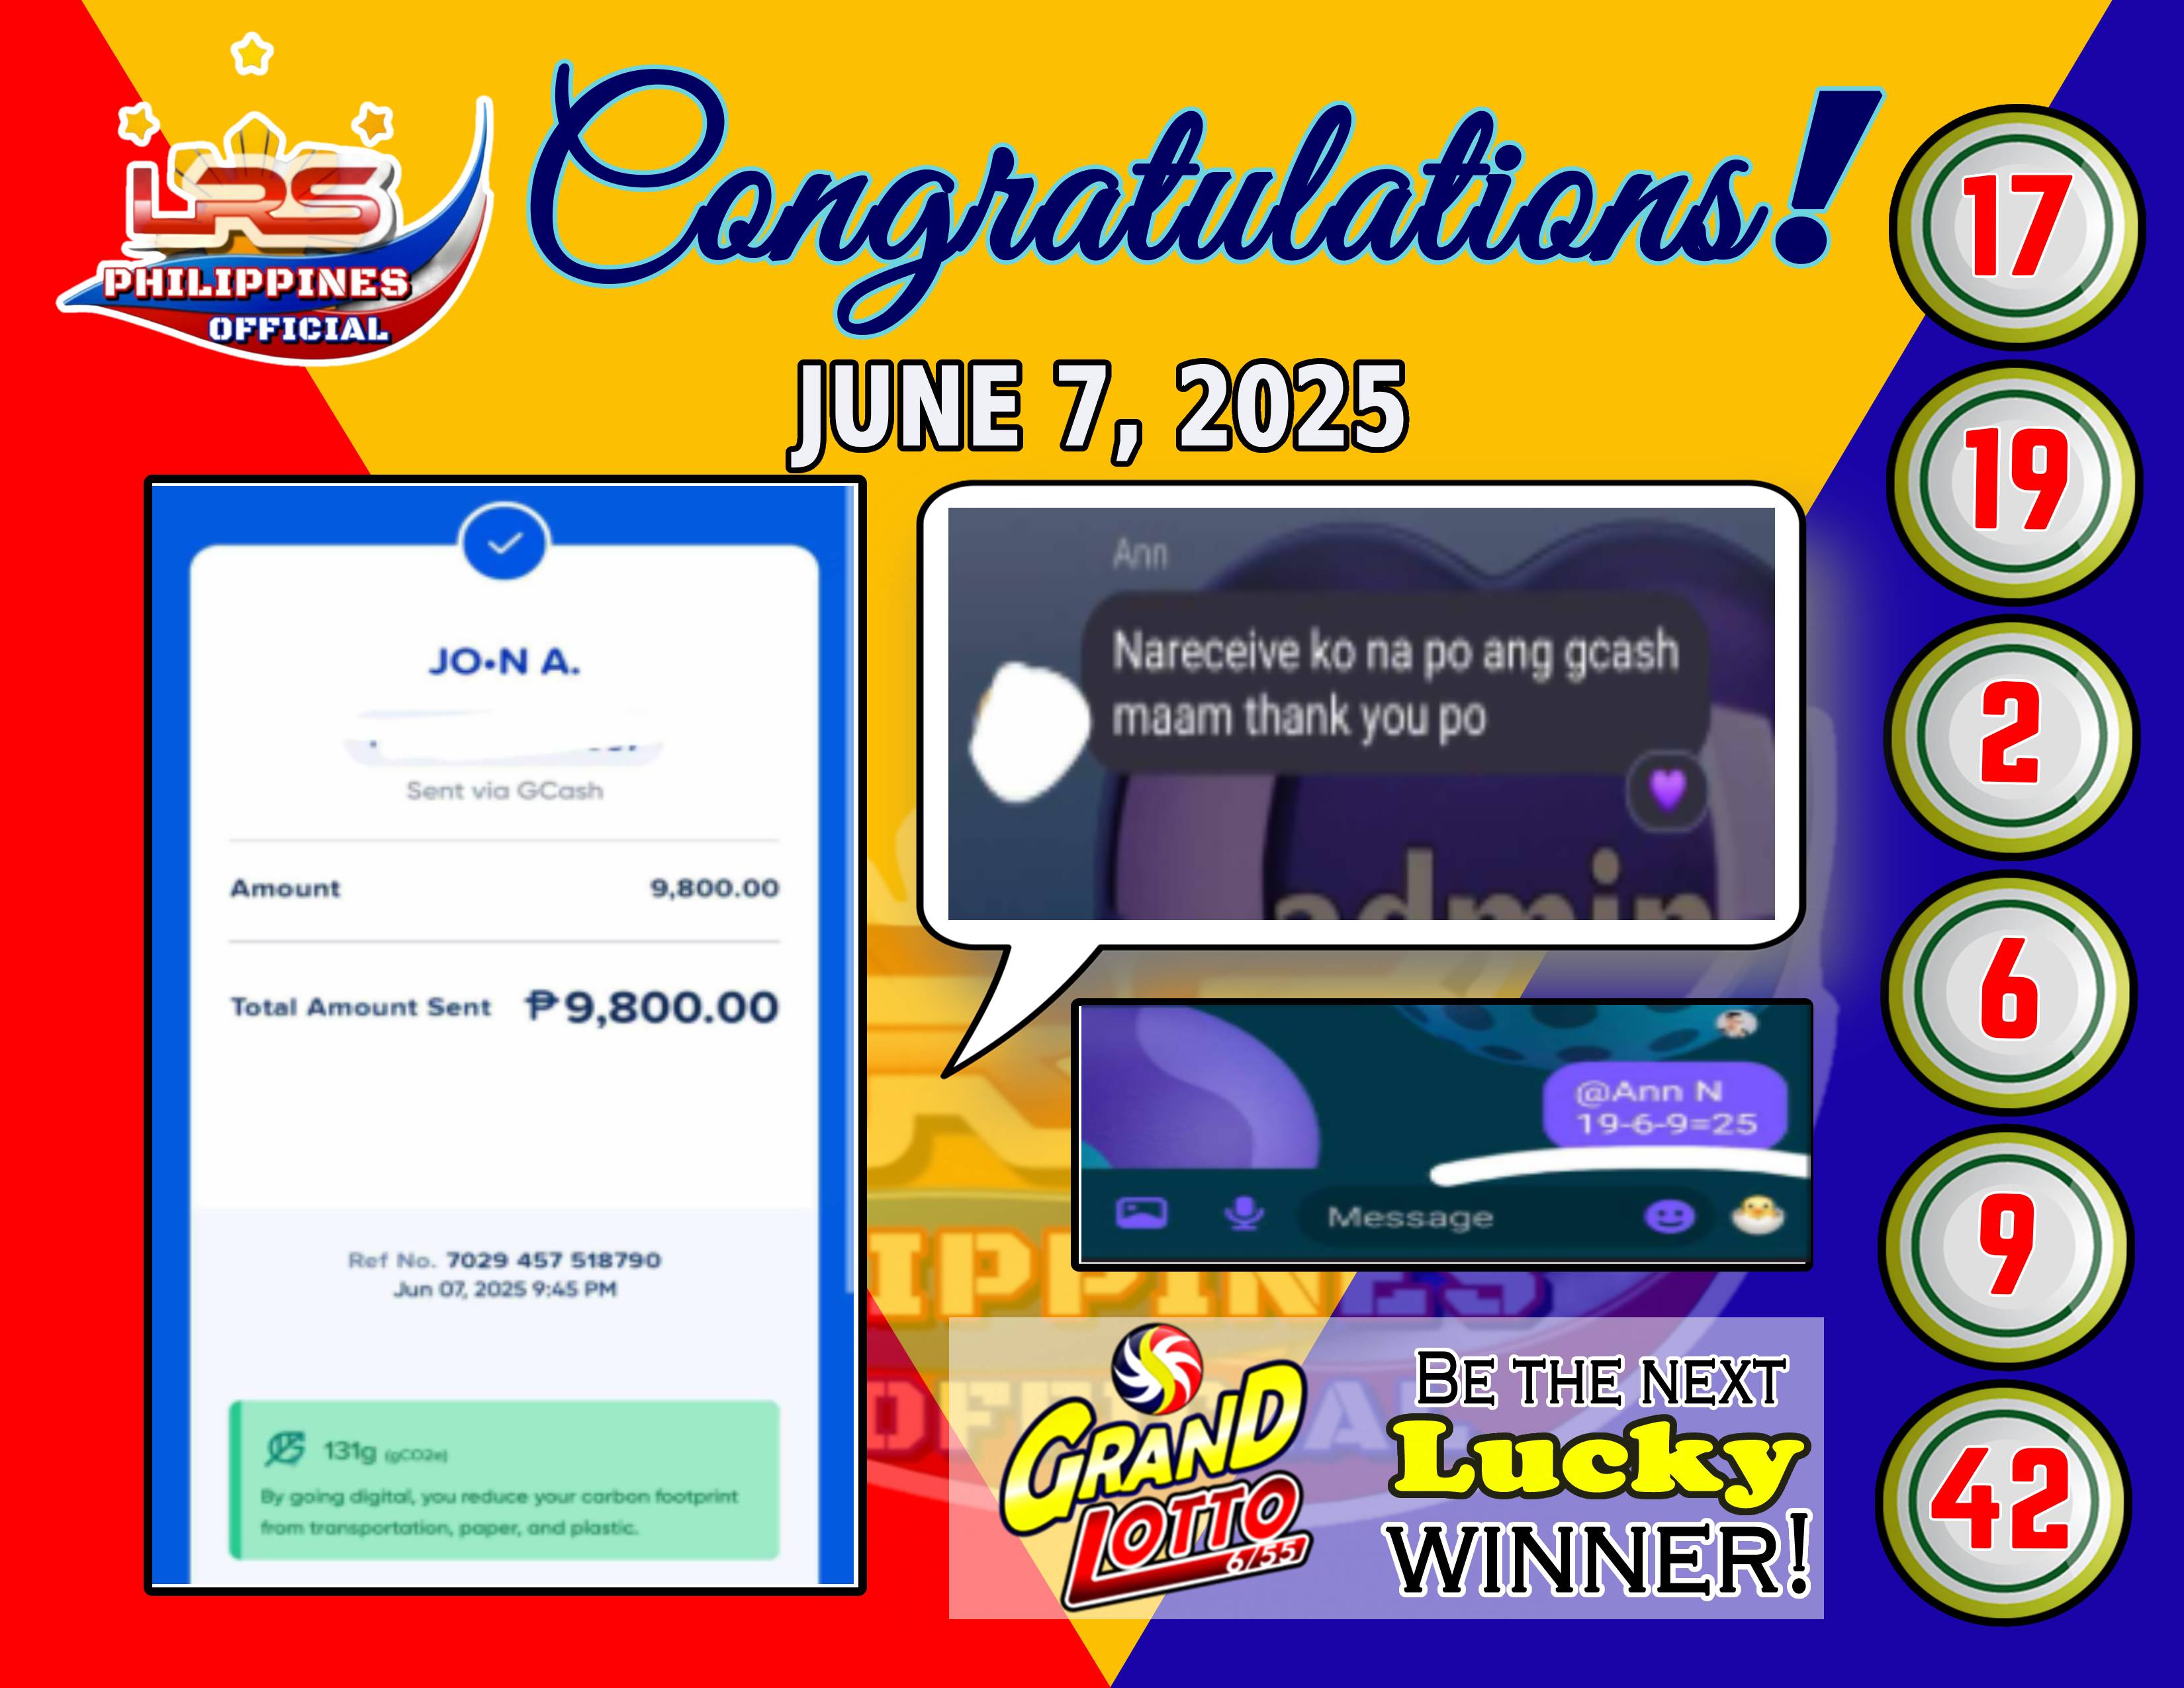 LRS
PHILIPPINES
OFFICIAL
Congratulations!
JUNE 7, 2025
JO•N A.
Sent via GCash
Amount 9,800.00
Total Amount Sent ₱9,800.00
Ref No. 7029 457 518790
Jun 07, 2025 9:45 PM
131g (gCO2e)
By going digital, you reduce your carbon footprint
from transportation, paper, and plastic.
Ann
Nareceive ko na po ang gcash
maam thank you po
admin
@Ann N
19-6-9=25
Message
GRAND
LOTTO
6/55
BE THE NEXT
Lucky
WINNER!
17
19
2
6
9
42